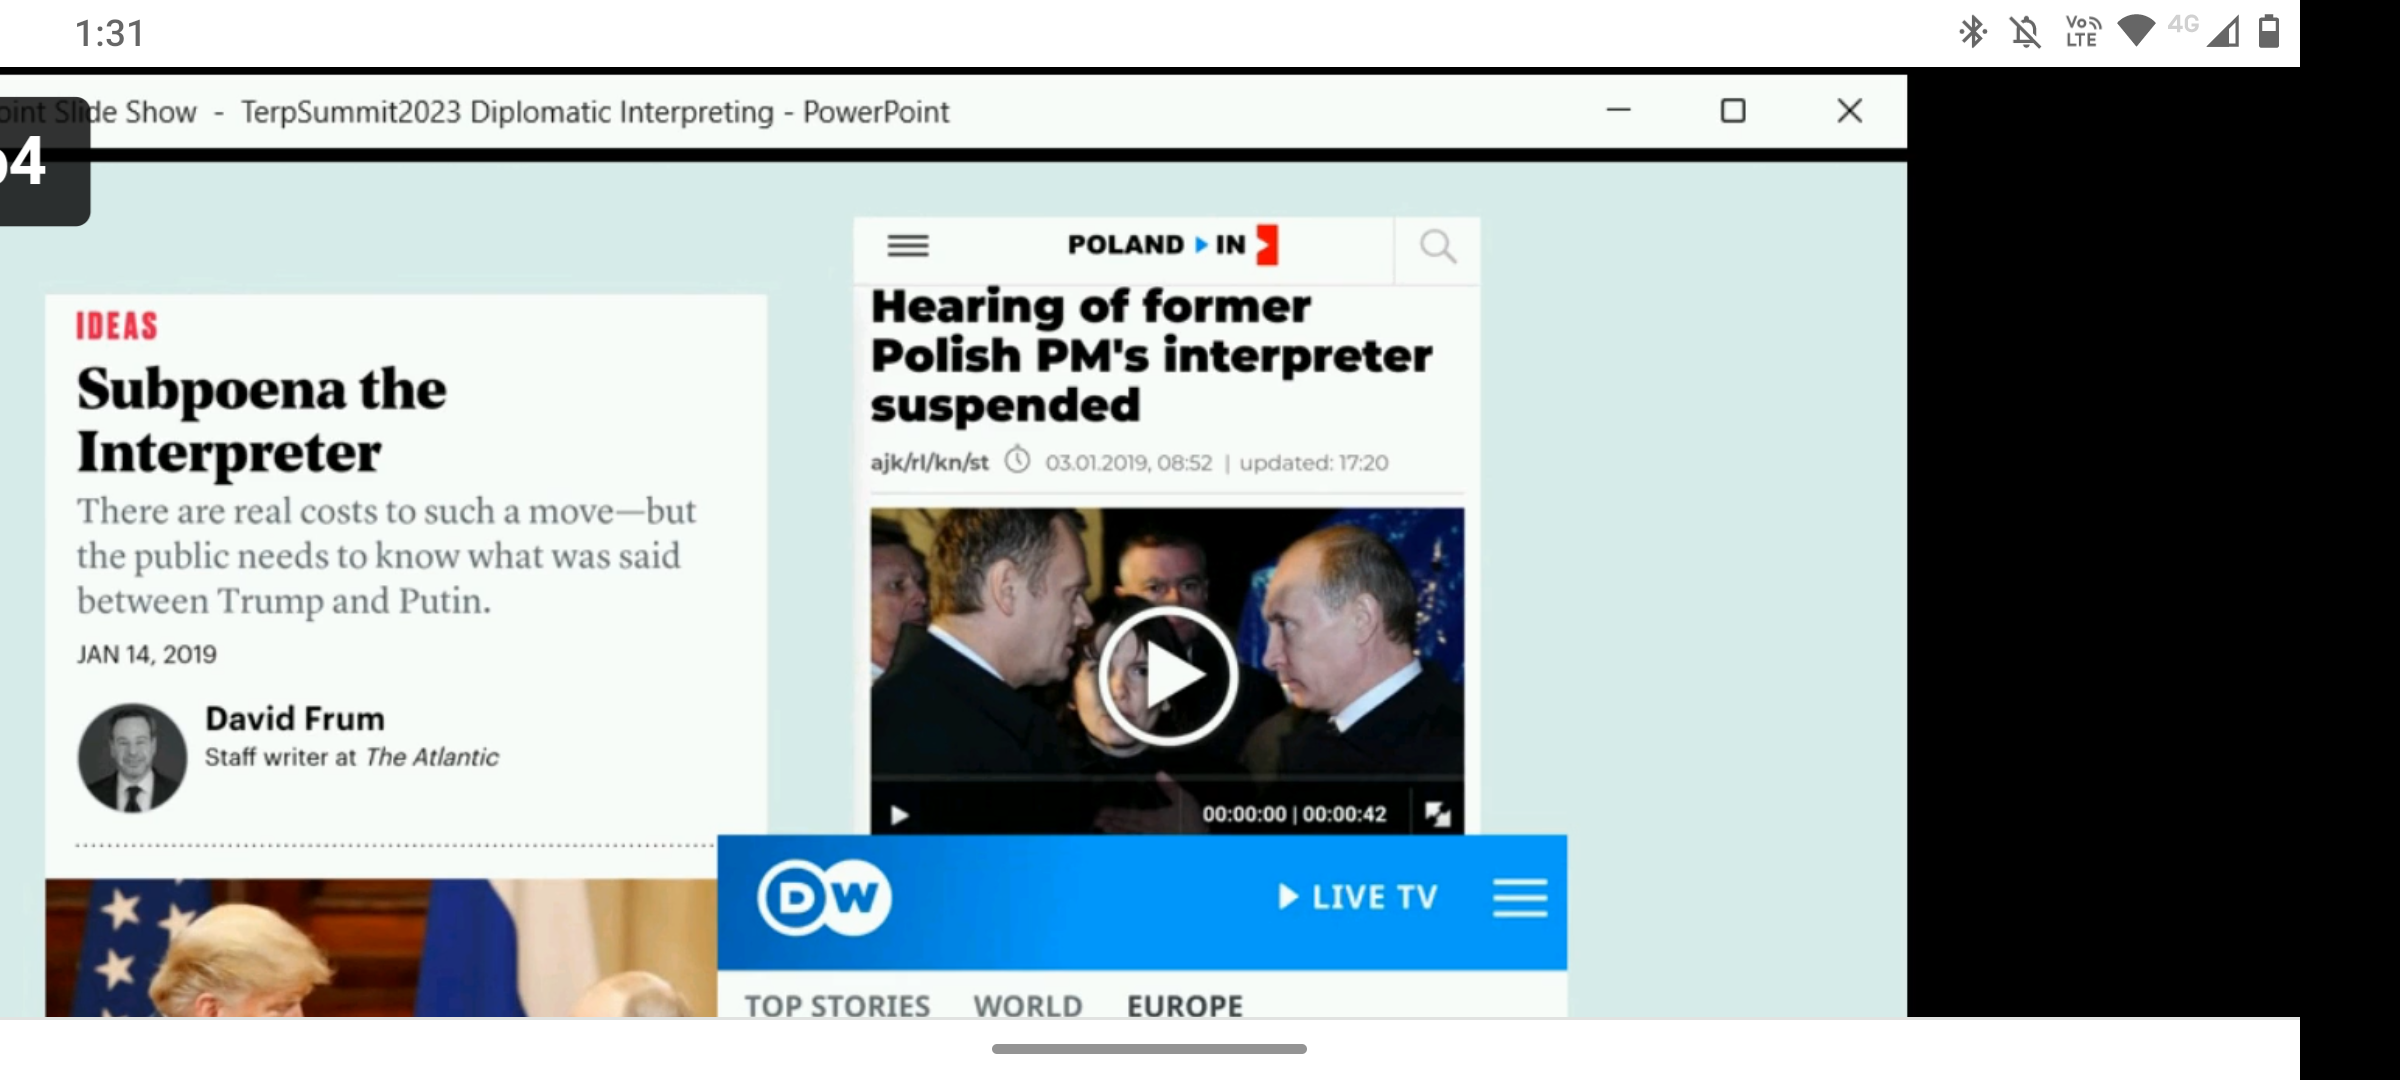 1:31
VoLTE
4G
oint Slide Show - TerpSummit2023 Diplomatic Interpreting - PowerPoint
p4
IDEAS
Subpoena the
Interpreter
There are real costs to such a move—but
the public needs to know what was said
between Trump and Putin.
JAN 14, 2019
David Frum
Staff writer at The Atlantic
POLAND IN
Hearing of former
Polish PM's interpreter
suspended
ajk/rl/kn/st 03.01.2019, 08:52 | updated: 17:20
00:00:00 | 00:00:42
DW
LIVE TV
TOP STORIES WORLD EUROPE